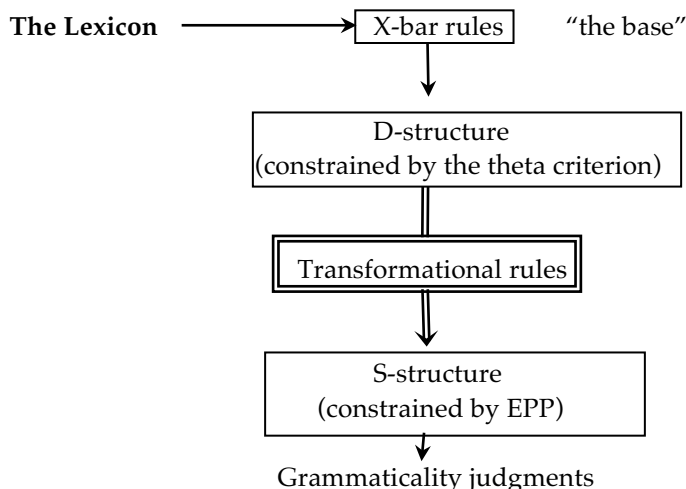 The Lexicon X-bar rules “the base”
D-structure
(constrained by the theta criterion)
Transformational rules
S-structure
(constrained by EPP)
Grammaticality judgments